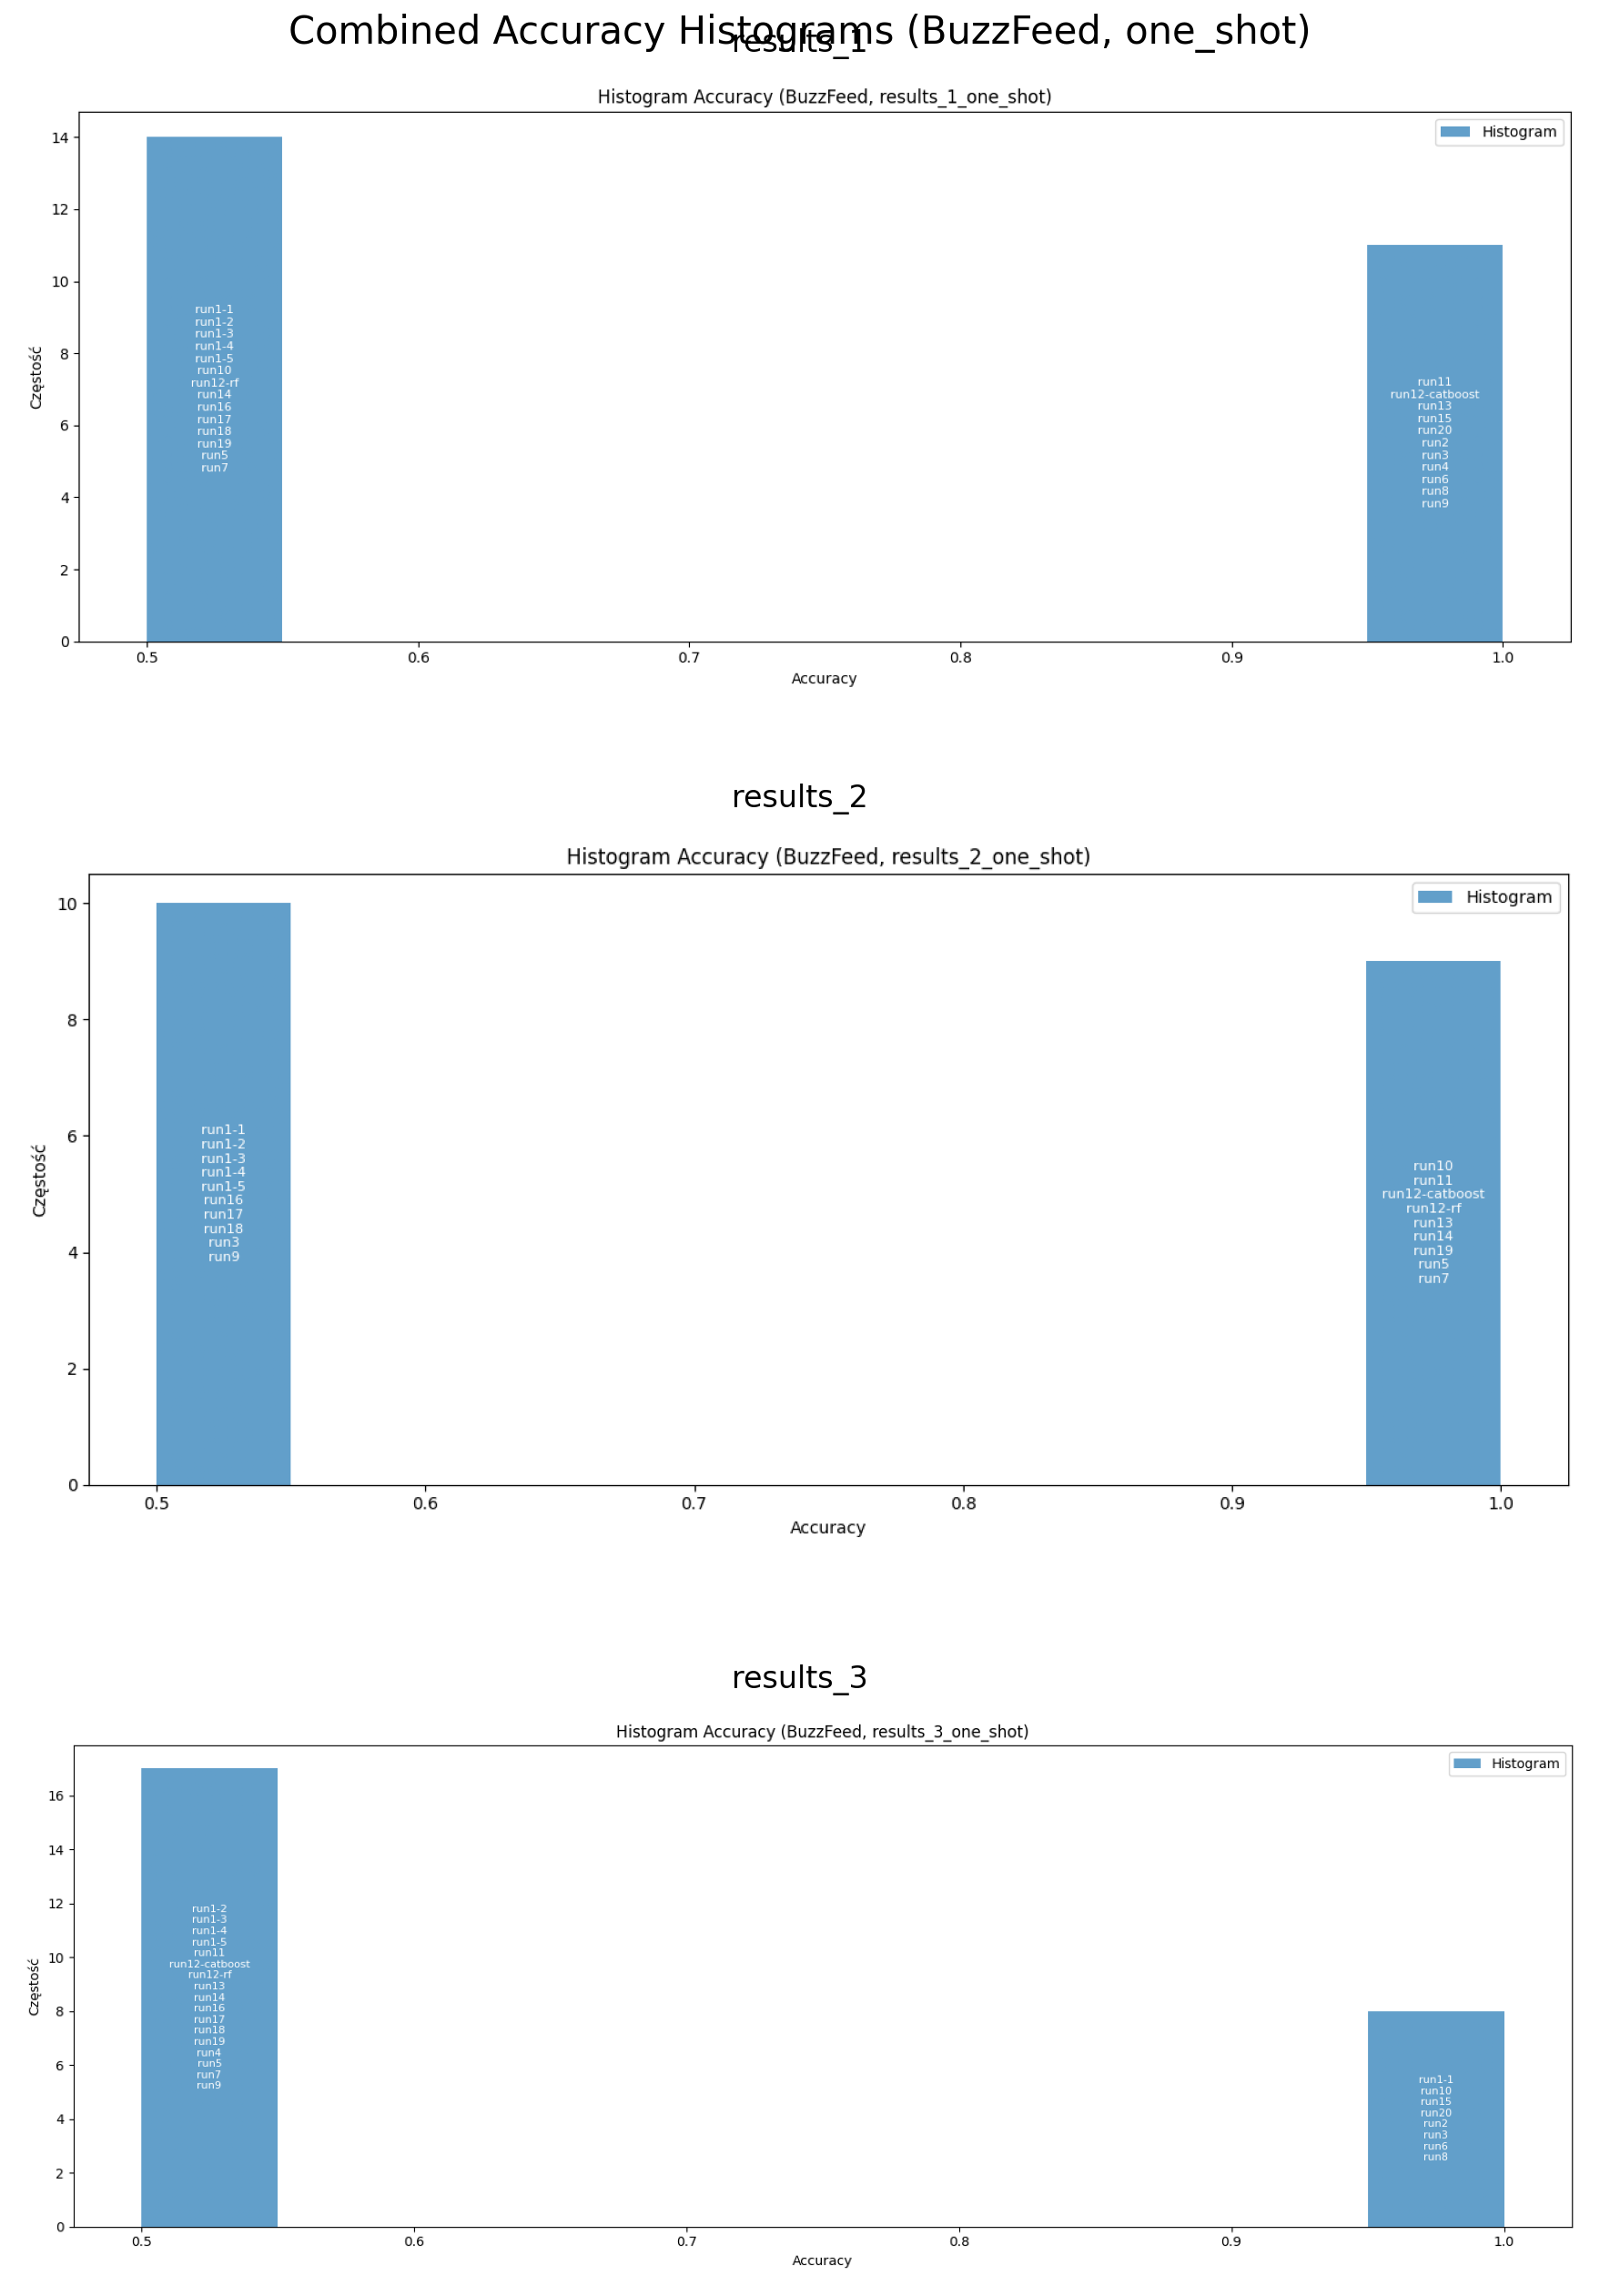 Combined Accuracy Histograms (BuzzFeed, one_shot)
results_1
Histogram Accuracy (BuzzFeed, results_1_one_shot)
Histogram
14
12
10
8
6
4
2
0
Częstość
run1-1
run1-2
run1-3
run1-4
run1-5
run10
run12-rf
run14
run16
run17
run18
run19
run5
run7
run11
run12-catboost
run13
run15
run20
run2
run3
run4
run6
run8
run9
0.5 0.6 0.7 0.8 0.9 1.0
Accuracy
results_2
Histogram Accuracy (BuzzFeed, results_2_one_shot)
Histogram
10
8
6
4
2
0
Częstość
run1-1
run1-2
run1-3
run1-4
run1-5
run16
run17
run18
run3
run9
run10
run11
run12-catboost
run12-rf
run13
run14
run19
run5
run7
0.5 0.6 0.7 0.8 0.9 1.0
Accuracy
results_3
Histogram Accuracy (BuzzFeed, results_3_one_shot)
Histogram
16
14
12
10
8
6
4
2
0
Częstość
run1-2
run1-3
run1-4
run1-5
run11
run12-catboost
run12-rf
run13
run14
run16
run17
run18
run19
run4
run5
run7
run9
run1-1
run10
run15
run20
run2
run3
run6
run8
0.5 0.6 0.7 0.8 0.9 1.0
Accuracy